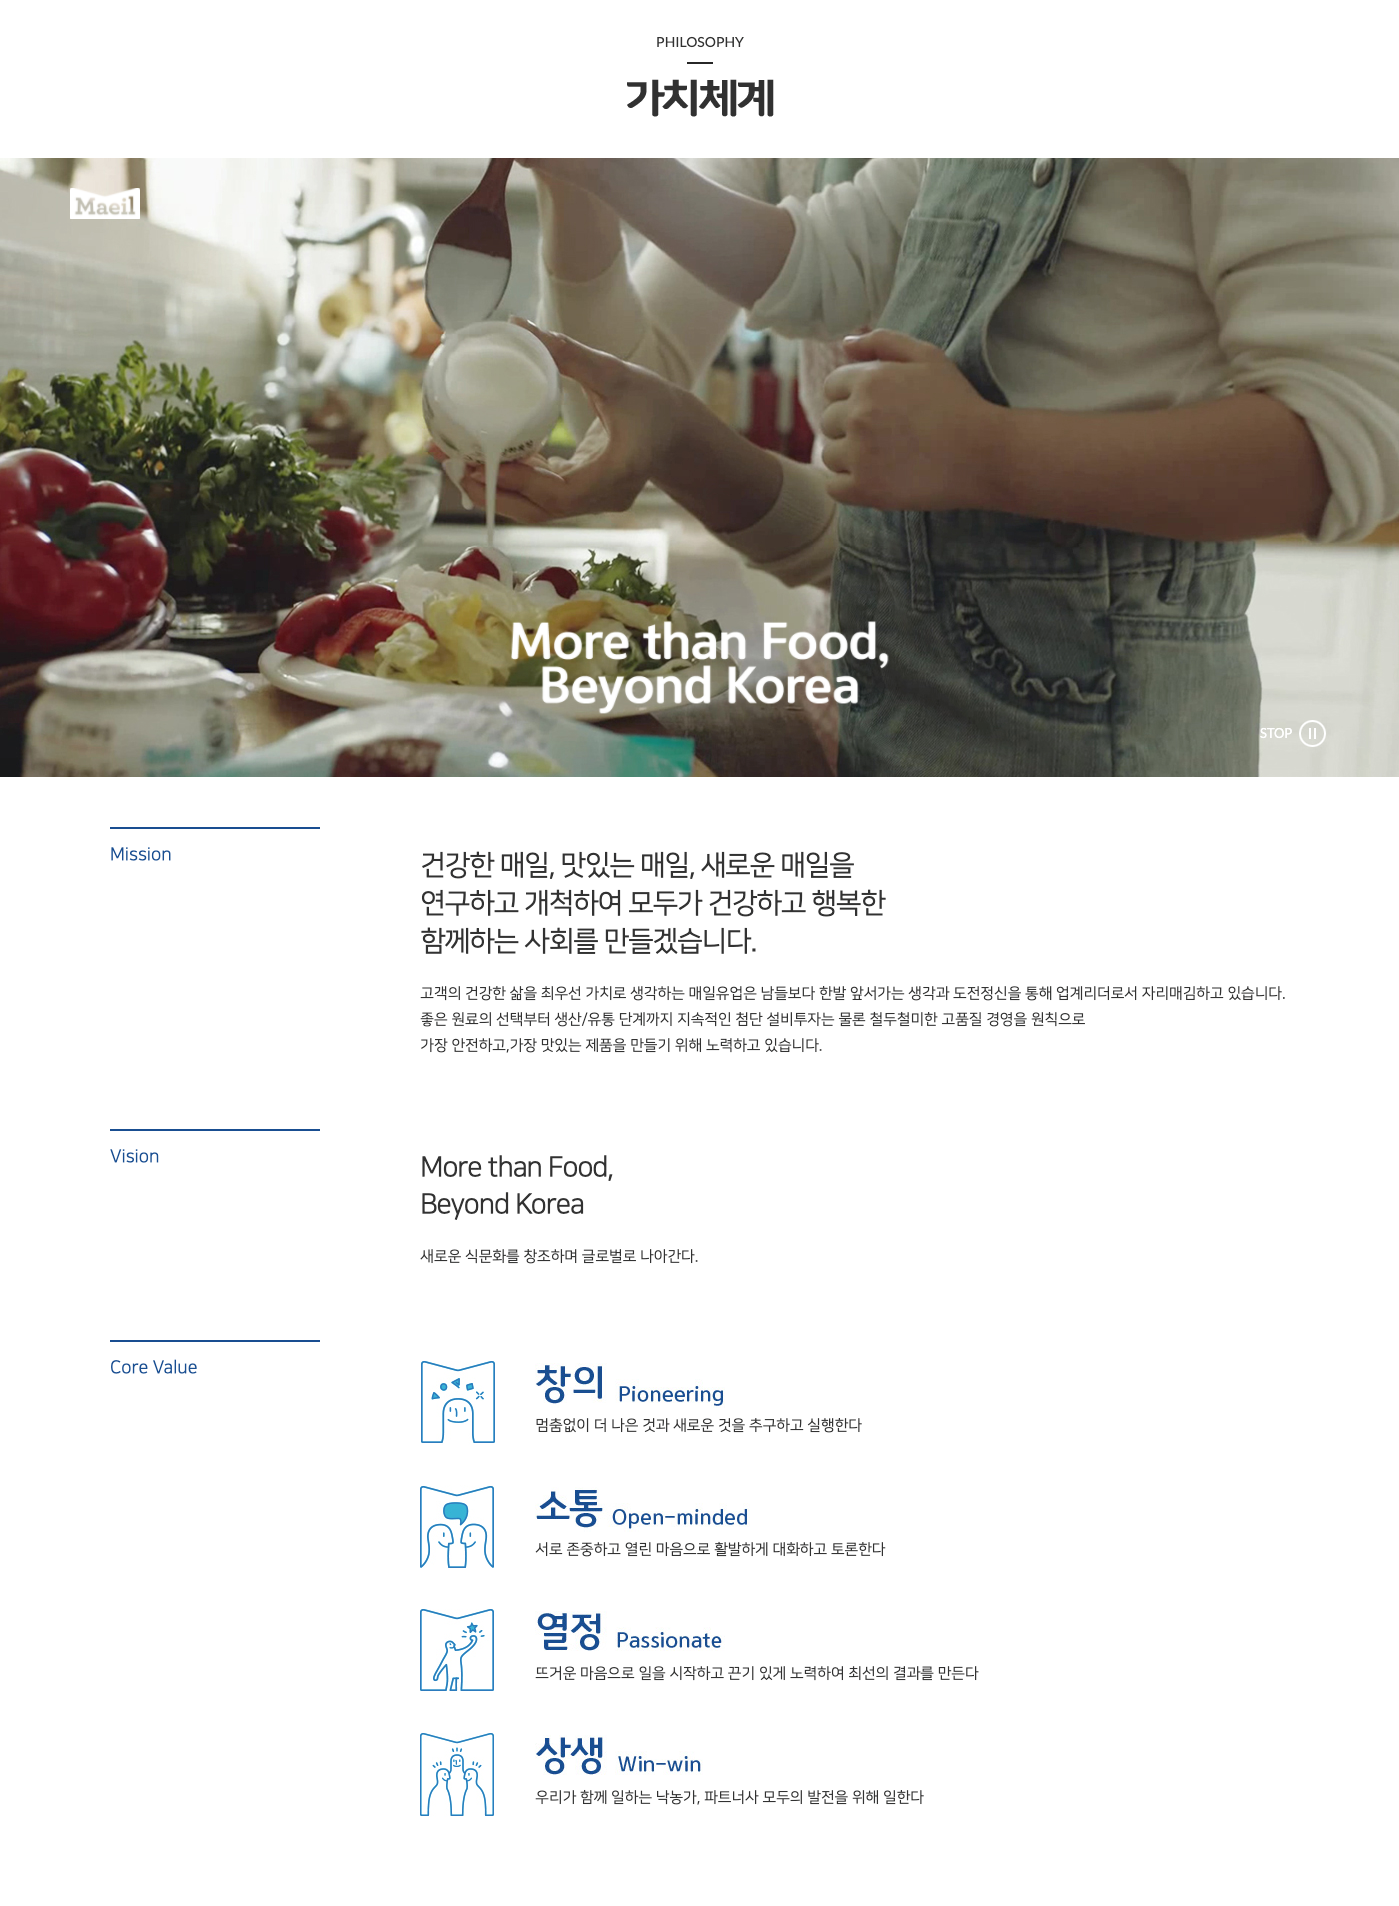 PHILOSOPHY
가치체계
Maeil
More than Food,
Beyond Korea
STOP
Mission
건강한 매일, 맛있는 매일, 새로운 매일을
연구하고 개척하여 모두가 건강하고 행복한
함께하는 사회를 만들겠습니다.
고객의 건강한 삶을 최우선 가치로 생각하는 매일유업은 남들보다 한발 앞서가는 생각과 도전정신을 통해 업계리더로서 자리매김하고 있습니다.
좋은 원료의 선택부터 생산/유통 단계까지 지속적인 첨단 설비투자는 물론 철두철미한 고품질 경영을 원칙으로
가장 안전하고,가장 맛있는 제품을 만들기 위해 노력하고 있습니다.
Vision
More than Food,
Beyond Korea
새로운 식문화를 창조하며 글로벌로 나아간다.
Core Value
창의 Pioneering
멈춤없이 더 나은 것과 새로운 것을 추구하고 실행한다
소통 Open-minded
서로 존중하고 열린 마음으로 활발하게 대화하고 토론한다
열정 Passionate
뜨거운 마음으로 일을 시작하고 끈기 있게 노력하여 최선의 결과를 만든다
상생 Win-win
우리가 함께 일하는 낙농가, 파트너사 모두의 발전을 위해 일한다